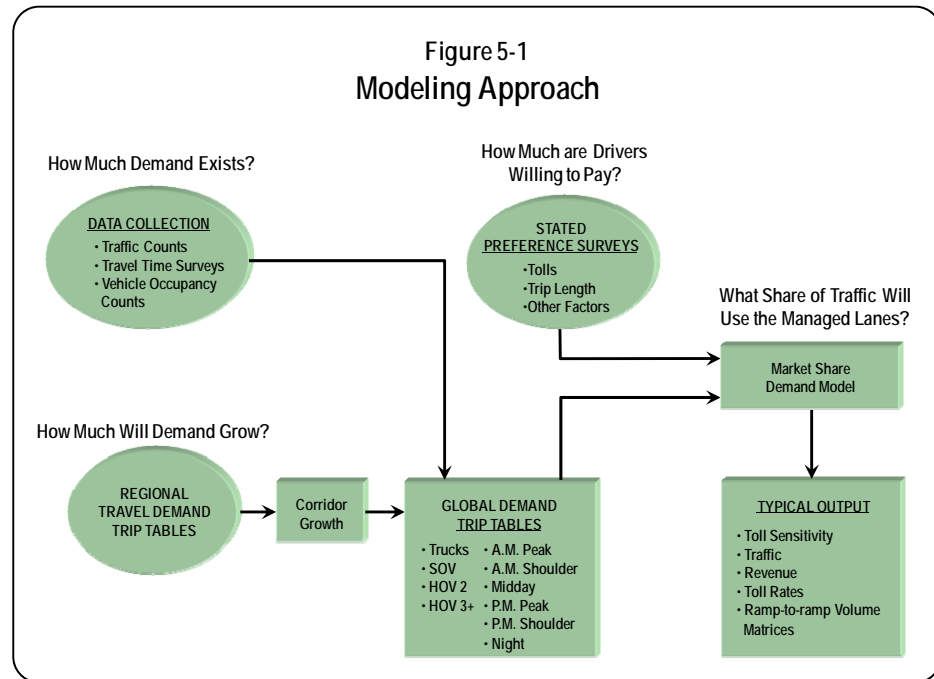 Figure 5-1
Modeling Approach
How Much Demand Exists?
DATA COLLECTION
• Traffic Counts
• Travel Time Surveys
• Vehicle Occupancy
Counts
How Much are Drivers
Willing to Pay?
STATED
PREFERENCE SURVEYS
• Tolls
• Trip Length
• Other Factors
What Share of Traffic Will
Use the Managed Lanes?
Market Share
Demand Model
How Much Will Demand Grow?
REGIONAL
TRAVEL DEMAND
TRIP TABLES
Corridor
Growth
GLOBAL DEMAND
TRIP TABLES
• Trucks
• SOV
• HOV 2
• HOV 3+
• A.M. Peak
• A.M. Shoulder
• Midday
• P.M. Peak
• P.M. Shoulder
• Night
TYPICAL OUTPUT
• Toll Sensitivity
• Traffic
• Revenue
• Toll Rates
• Ramp-to-ramp Volume
Matrices